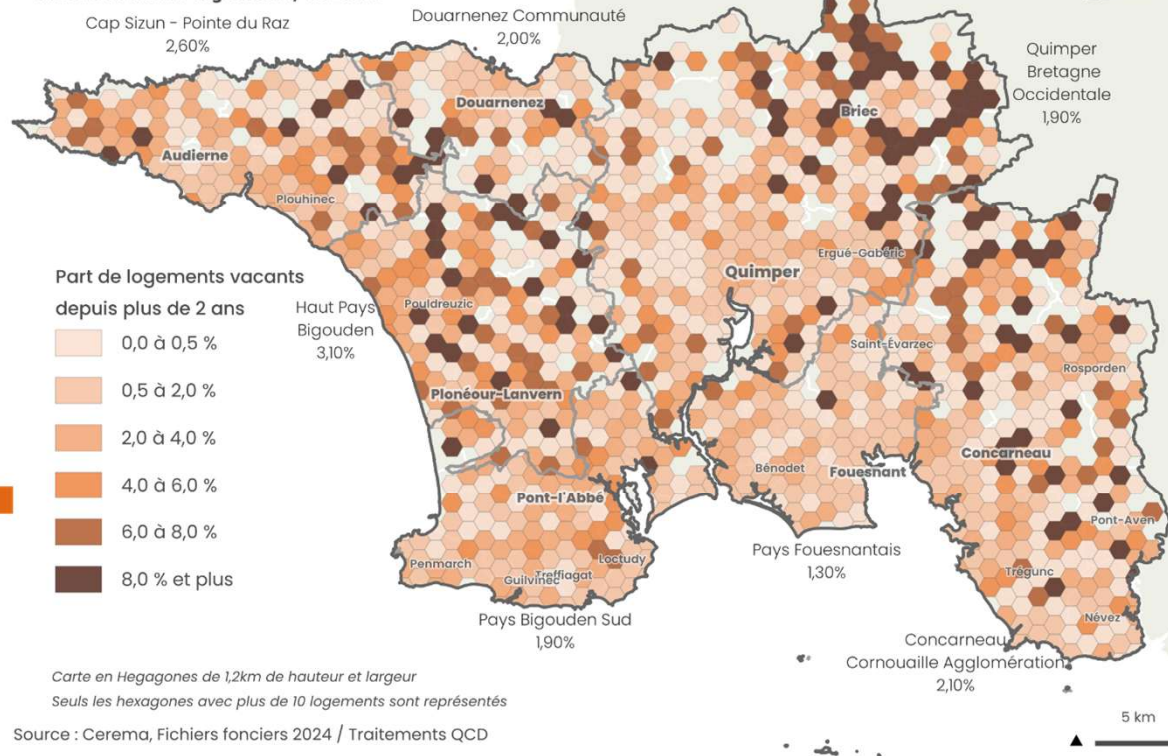 Cap Sizun - Pointe du Raz
2,60%
Douarnenez Communauté
2,00%
Quimper
Bretagne
Occidentale
1,90%
Douarnenez
Briec
Audierne
Plouhinec
Ergué-Gabéric
Quimper
Part de logements vacants
depuis plus de 2 ans
0,0 à 0,5 %
0,5 à 2,0 %
2,0 à 4,0 %
4,0 à 6,0 %
6,0 à 8,0 %
8,0 % et plus
Haut Pays
Bigouden
3,10%
Pouldreuzic
Saint-Évarzec
Rosporden
Plonéour-Lanvern
Concarneau
Bénodet
Fouesnant
Pont-l'Abbé
Pont-Aven
Pays Fouesnantais
1,30%
Penmarch
Loctudy
Treffiagat
Guilvinec
Trégunc
Névez
Pays Bigouden Sud
1,90%
Concarneau
Cornouaille Agglomération
2,10%
Carte en Hegagones de 1,2km de hauteur et largeur
Seuls les hexagones avec plus de 10 logements sont représentés
Source : Cerema, Fichiers fonciers 2024 / Traitements QCD
5 km